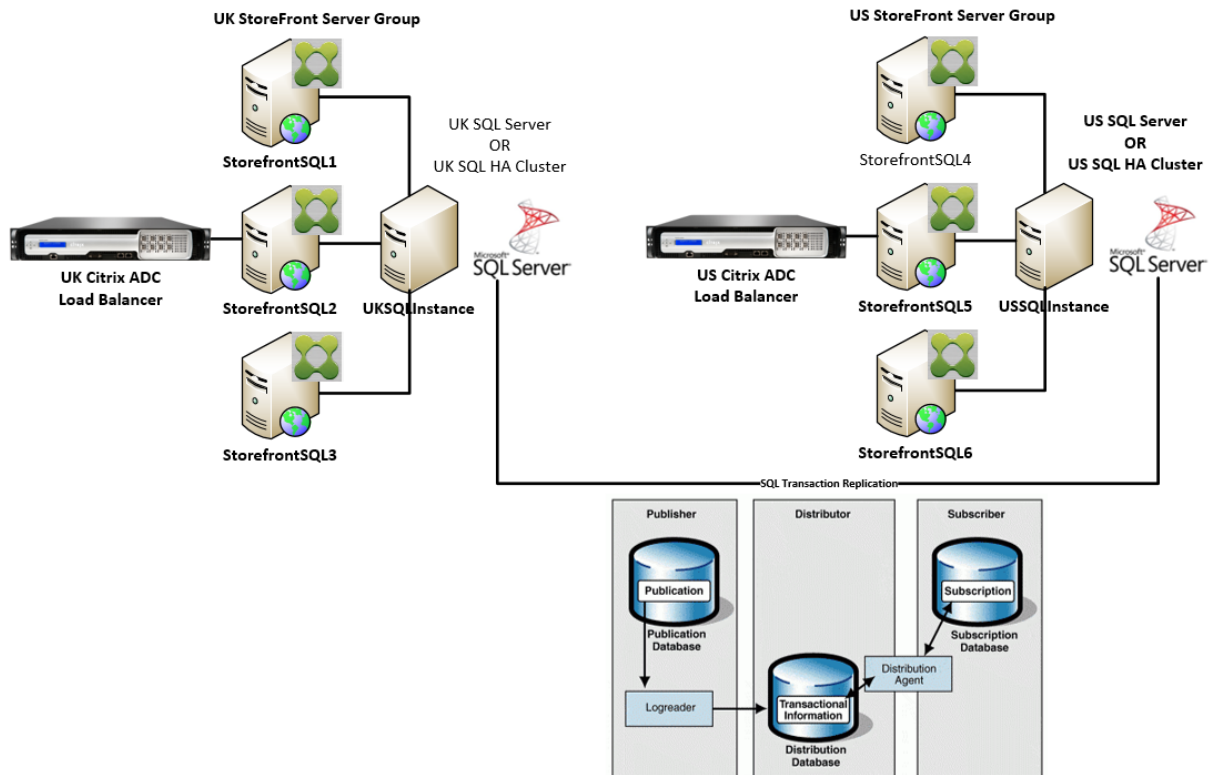 UK StoreFront Server Group
StorefrontSQL1
UK SQL Server
OR
UK SQL HA Cluster
UK Citrix ADC
Load Balancer
StorefrontSQL2
UKSQLInstance
Microsoft®
SQL Server®
StorefrontSQL3
US StoreFront Server Group
StorefrontSQL4
US SQL Server
OR
US SQL HA Cluster
US Citrix ADC
Load Balancer
StorefrontSQL5
USSQLInstance
Microsoft®
SQL Server®
StorefrontSQL6
SQL Transaction Replication
Publisher
Publication
Publication
Database
Logreader
Distributor
Transactional
Information
Distribution
Database
Distribution
Agent
Subscriber
Subscription
Subscription
Database